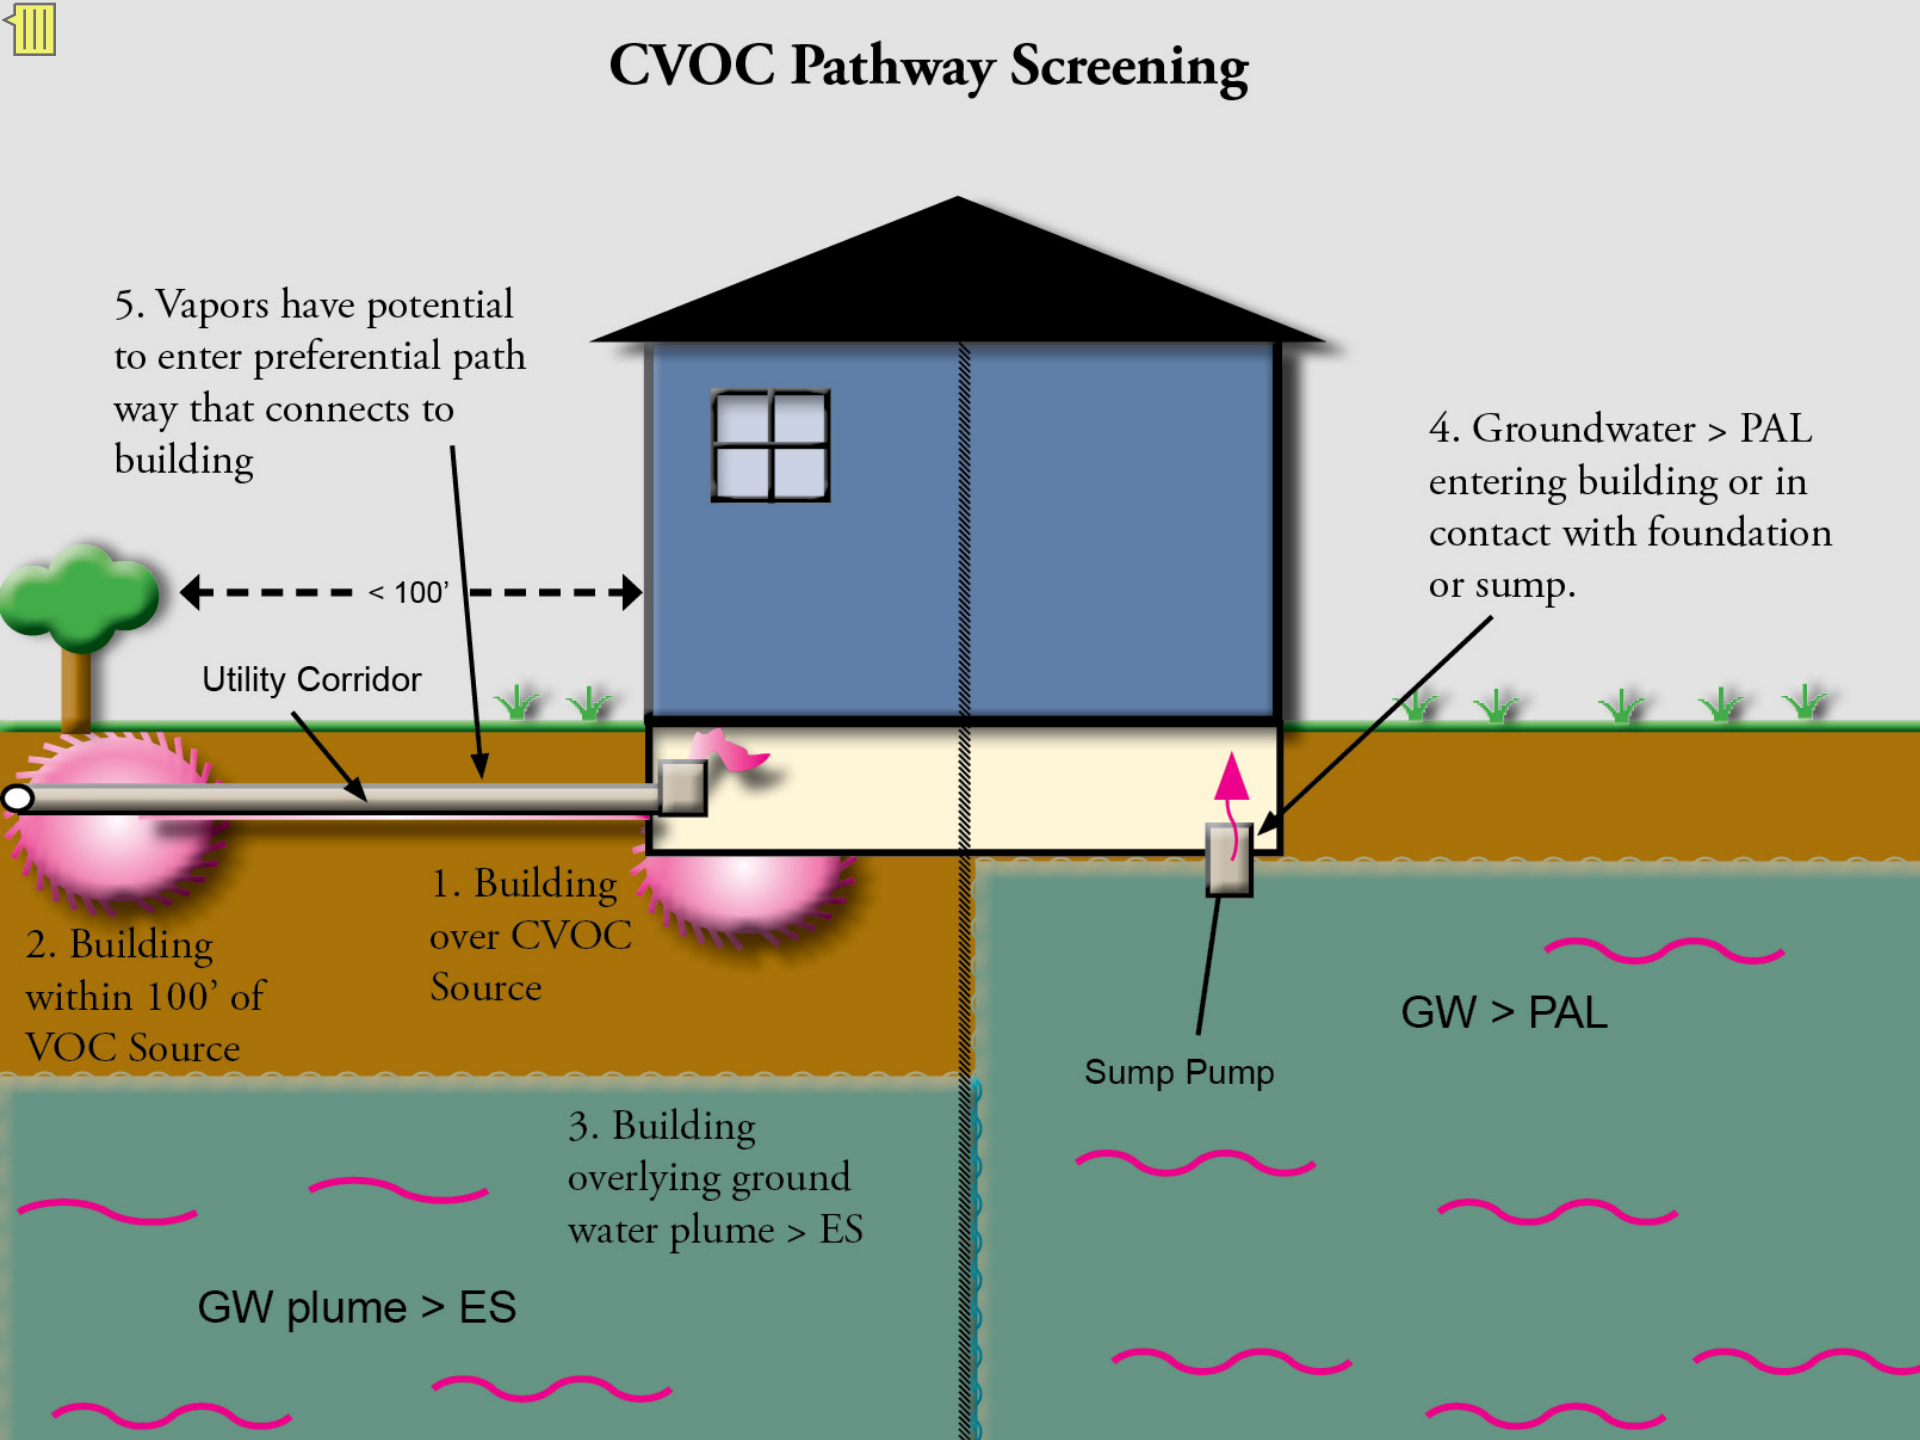 CVOC Pathway Screening
5. Vapors have potential
to enter preferential path
way that connects to
building
4. Groundwater > PAL
entering building or in
contact with foundation
or sump.
< 100’
Utility Corridor
1. Building
over CVOC
Source
2. Building
within 100’ of
VOC Source
GW > PAL
Sump Pump
3. Building
overlying ground
water plume > ES
GW plume > ES